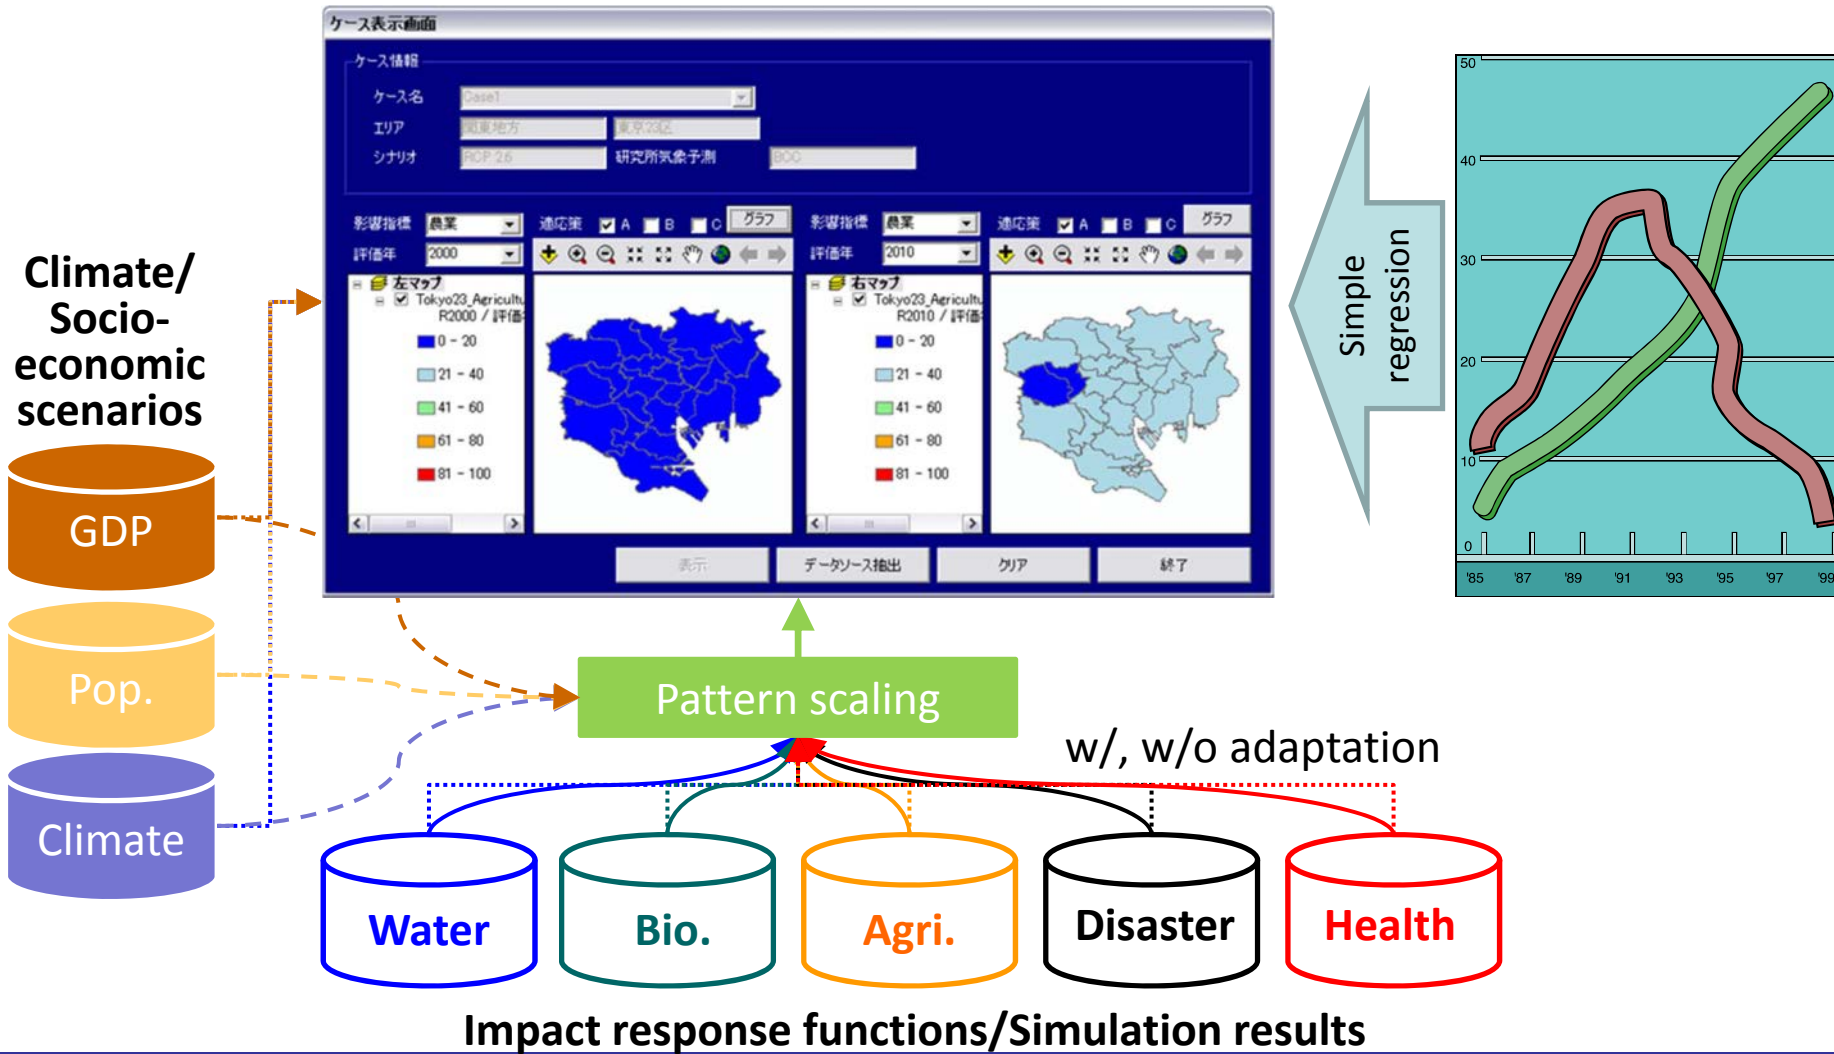 ケース表示画面
ケース情報
ケース名
Case1
エリア
関東地方
東京23区
シナリオ
RCP 2.6
研究所気象予測
影響指標
農業
適応策
A
B
C
グラフ
評価年
2000
左マップ
Tokyo23_Agricultu
R2000 / 評価
0 - 20
21 - 40
41 - 60
61 - 80
81 - 100
影響指標
農業
適応策
A
B
C
グラフ
評価年
2010
右マップ
Tokyo23_Agricultu
R2010 / 評価
0 - 20
21 - 40
41 - 60
61 - 80
81 - 100
表示
データソース抽出
クリア
終了
Simple
regression
50
40
30
20
10
0
'85
'87
'89
'91
'93
'95
'97
'99
Climate/
Socio-
economic
scenarios
GDP
Pop.
Climate
Pattern scaling
w/, w/o adaptation
Water
Bio.
Agri.
Disaster
Health
Impact response functions/Simulation results